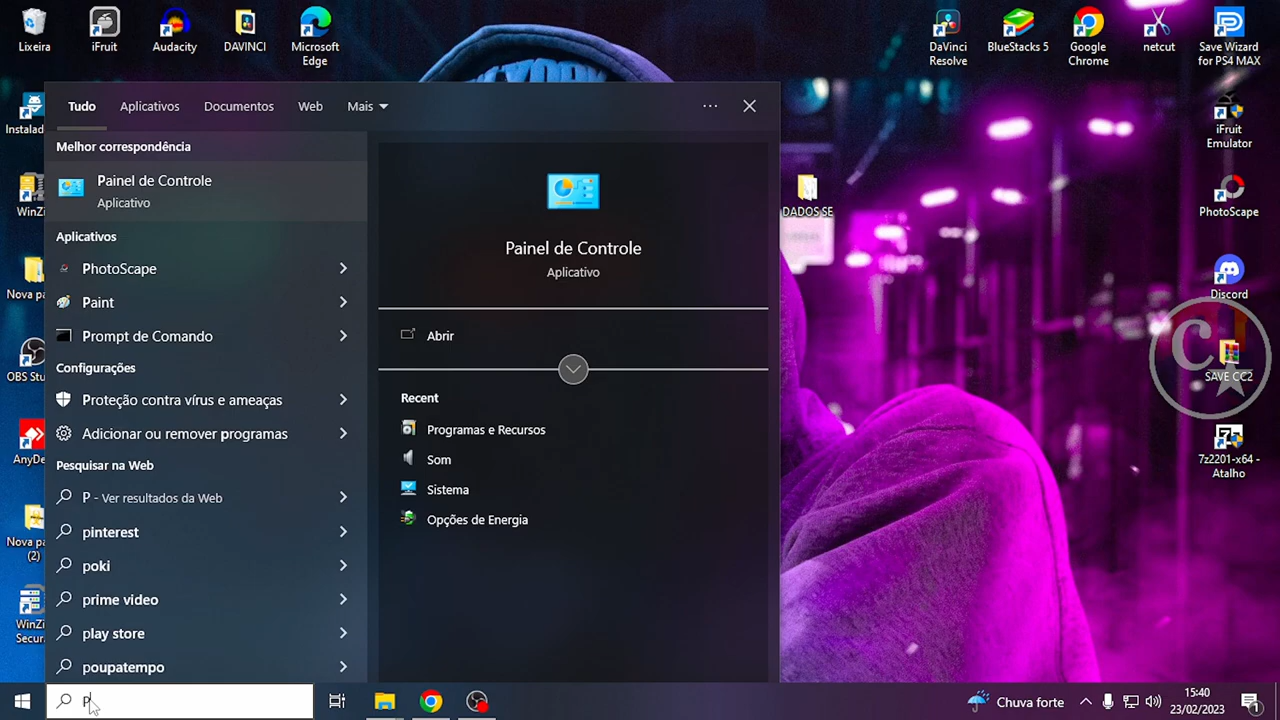 Lixeira
iFruit
Audacity
DAVINCI
Microsoft
Edge
DaVinci
Resolve
BlueStacks 5
Google
Chrome
netcut
Save Wizard
for PS4 MAX
Tudo
Aplicativos
Documentos
Web
Mais
Melhor correspondência
Painel de Controle
Aplicativo
Aplicativos
PhotoScape
Paint
Prompt de Comando
Configurações
Proteção contra vírus e ameaças
Adicionar ou remover programas
Pesquisar na Web
P - Ver resultados da Web
pinterest
poki
prime video
play store
poupatempo
Painel de Controle
Aplicativo
Abrir
Recent
Programas e Recursos
Som
Sistema
Opções de Energia
Instalad
WinZi
Nova pa
OBS Stu
AnyDe
Nova pa
(2)
WinZi
Secur
DADOS SE
iFruit
Emulator
PhotoScape
Discord
C
SAVE CC2
7z2201-x64 -
Atalho
P
Chuva forte
15:40
23/02/2023
1